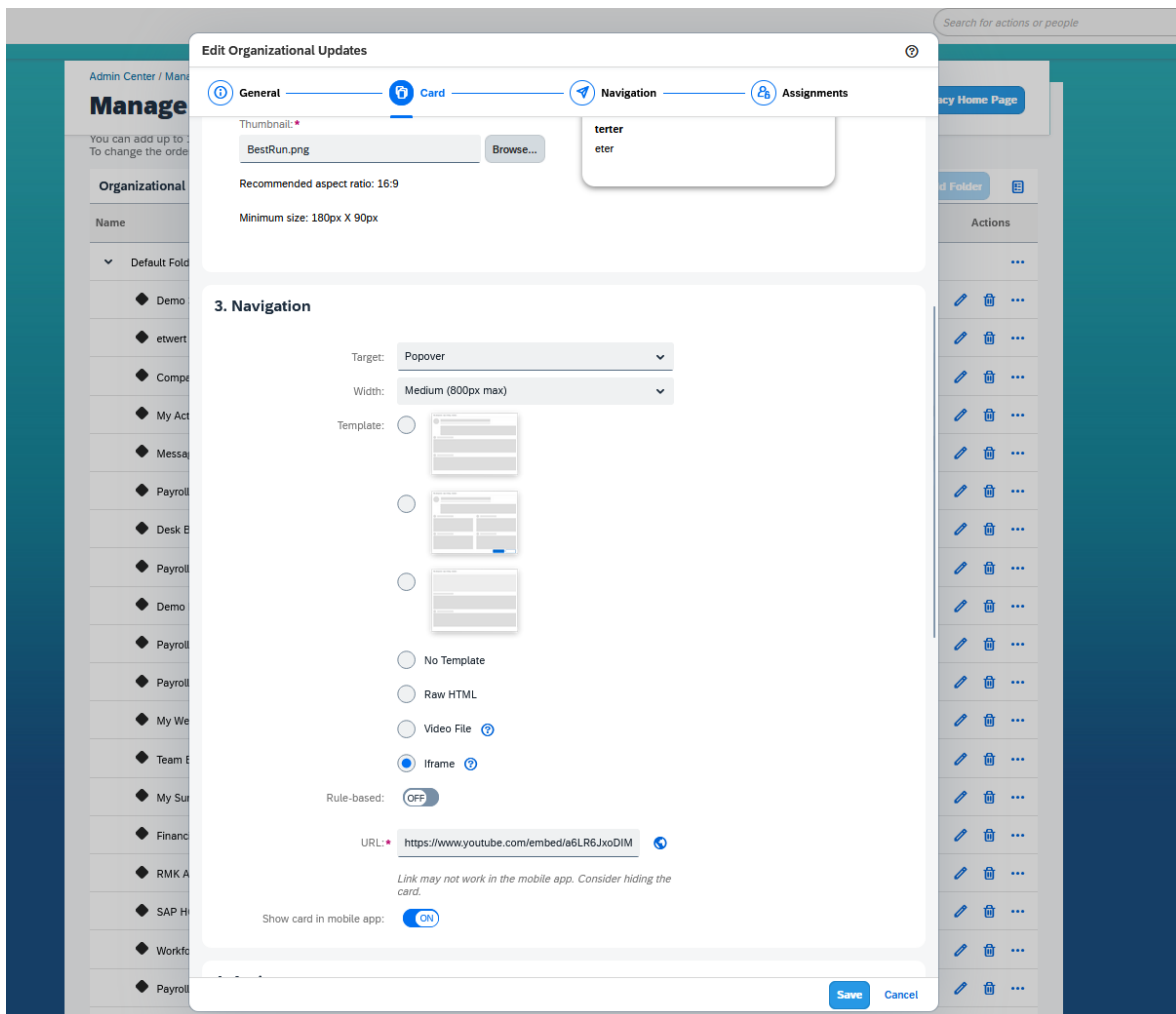 Search for actions or people
Edit Organizational Updates
Admin Center / Mana
General
Card
Navigation
Assignments
Manage
acy Home Page
You can add up to
To change the orde
Thumbnail:*
BestRun.png
Browse...
terter
eter
Recommended aspect ratio: 16:9
Minimum size: 180px X 90px
Organizational
d Folder
Name
Actions
Default Fold
Demo
etwert
Compa
My Act
Messa
Payroll
Desk B
Payroll
Demo
Payroll
Payroll
My We
Team E
My Sur
Financ
RMK A
SAP H
Workfo
Payroll
3. Navigation
Target:
Popover
Width:
Medium (800px max)
Template:
No Template
Raw HTML
Video File
Iframe
Rule-based:
OFF
URL:*
https://www.youtube.com/embed/a6LR6JxoDIM
Link may not work in the mobile app. Consider hiding the
card.
Show card in mobile app:
ON
Save
Cancel